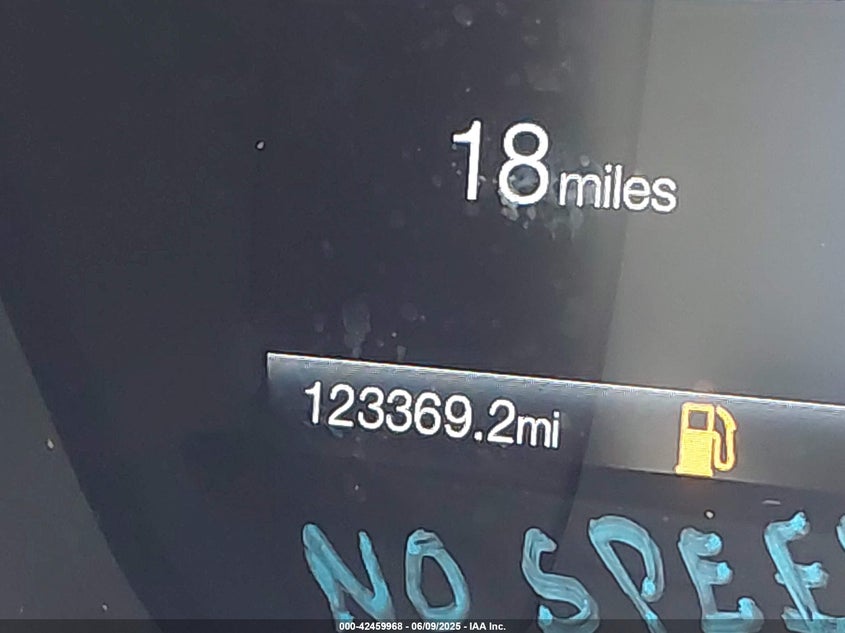 18 miles
123369.2mi
NO SPEE
000-42459968 - 06/09/2025 - IAA Inc.